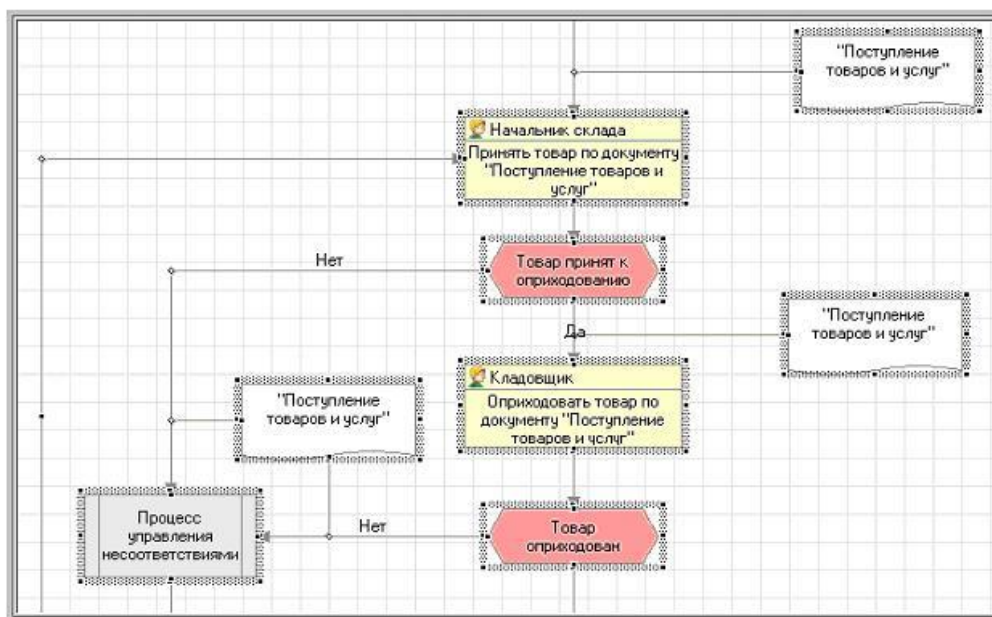 "Поступление
товаров и услуг"
Начальник склада
Принять товар по документу
"Поступление товаров и
услуг"
Нет
Товар принят к
оприходованию
"Поступление
товаров и услуг"
Да
Кладовщик
Оприходовать товар по
документу "Поступление
товаров и услуг"
"Поступление
товаров и услуг"
Процесс
управления
несоответствиями
Нет
Товар
оприходован